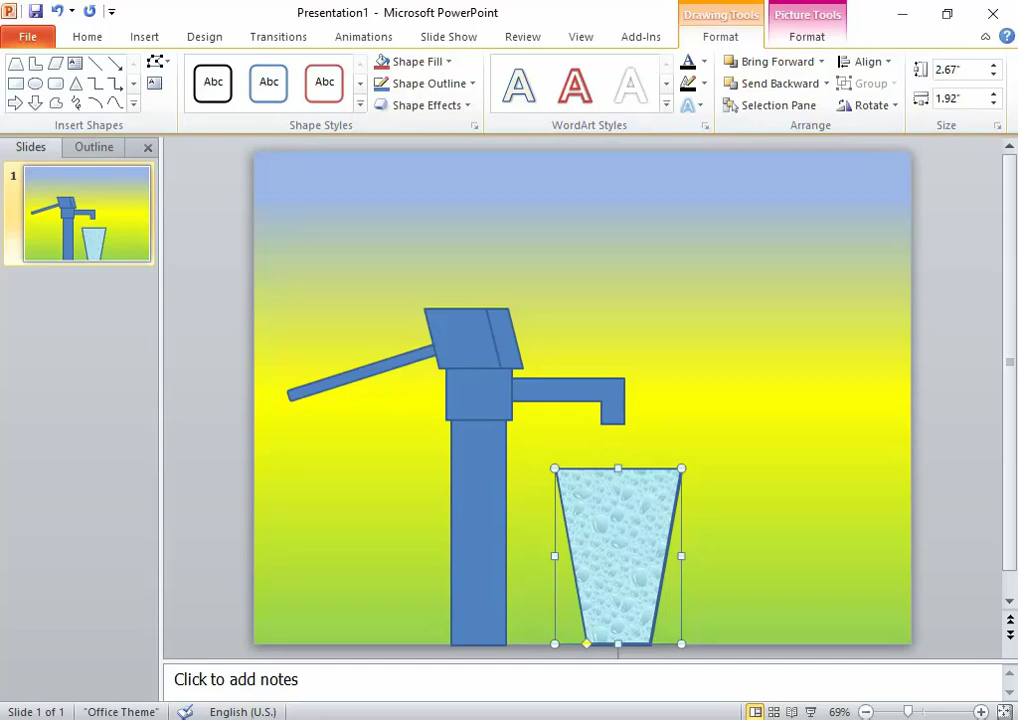 Presentation1 - Microsoft PowerPoint
Drawing Tools
Picture Tools
File Home Insert Design Transitions Animations Slide Show Review View Add-Ins Format Format
Abc Abc Abc
Shape Fill
Shape Outline
Shape Effects
A A A
Bring Forward
Send Backward
Selection Pane
Align
Group
Rotate
2.67"
1.92"
Insert Shapes Shape Styles WordArt Styles Arrange Size
Slides Outline
1
Click to add notes
Slide 1 of 1 "Office Theme" English (U.S.) 69%